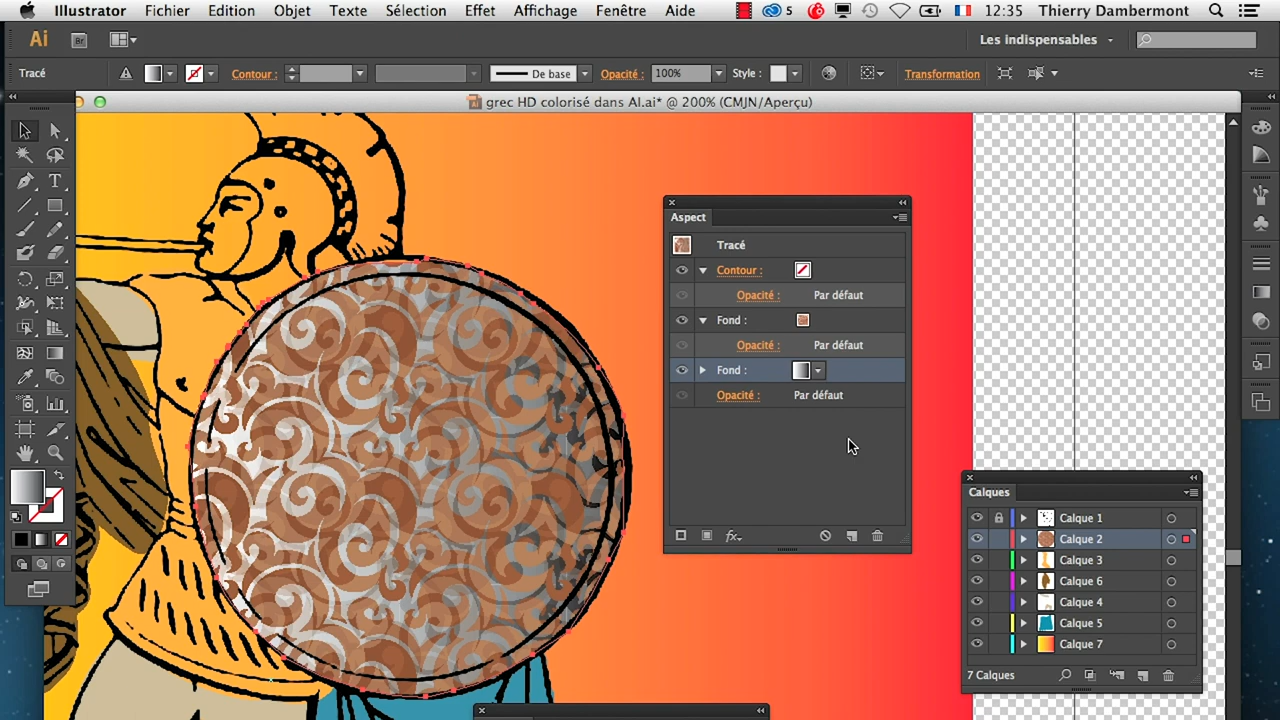 Illustrator Fichier Edition Objet Texte Sélection Effet Affichage Fenêtre Aide 5 12:35 Thierry Dambermont
Ai Br Les indispensables
Tracé Contour : De base Opacité : 100% Style : Transformation
grec HD colorisé dans AI.ai* @ 200% (CMJN/Aperçu)
Aspect
Tracé
Contour :
Opacité : Par défaut
Fond :
Opacité : Par défaut
Fond :
Opacité : Par défaut
fx
Calques
Calque 1
Calque 2
Calque 3
Calque 6
Calque 4
Calque 5
Calque 7
7 Calques